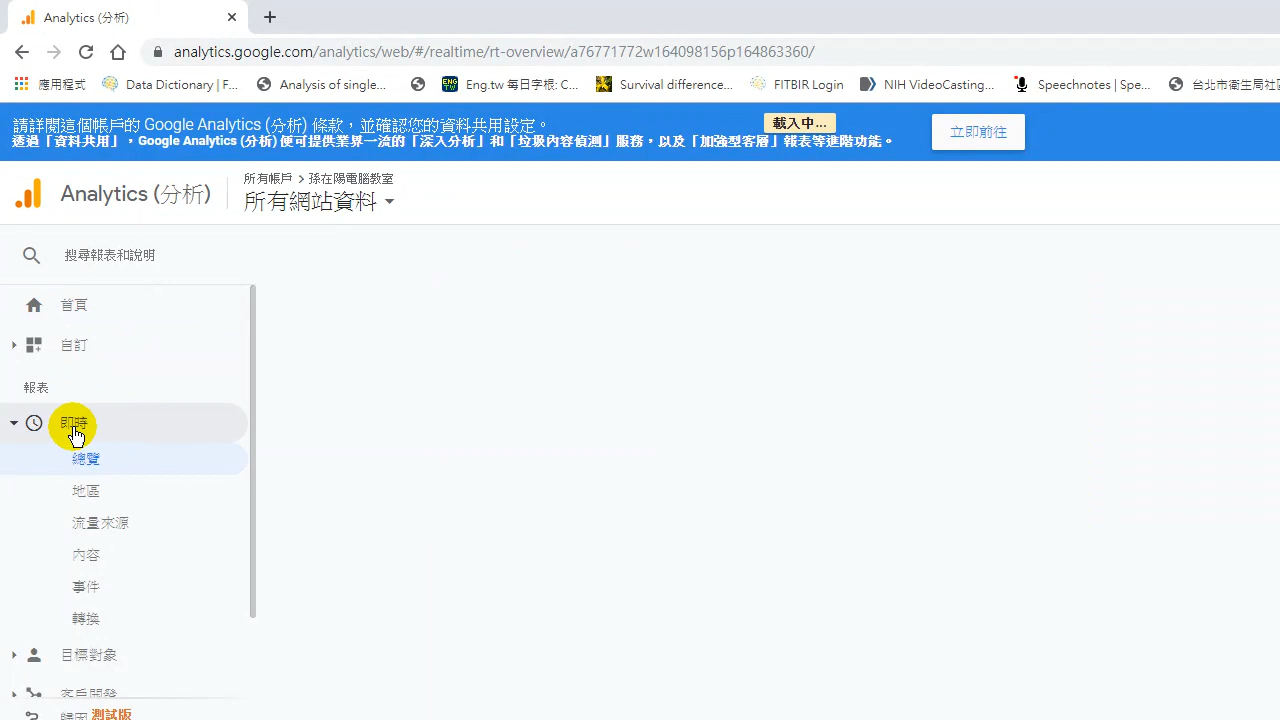 Analytics (分析)
analytics.google.com/analytics/web/#/realtime/rt-overview/a76771772w164098156p164863360/
應用程式 Data Dictionary | F... Analysis of single... ENG TW Eng.tw 每日字根: C... Survival difference... FITBIR Login NIH VideoCasting... Speechnotes | Spe... 台北市衛生局社區
請詳閱這個帳戶的 Google Analytics (分析) 條款，並確認您的資料共用設定。
載入中...
透過「資料共用」，Google Analytics (分析) 便可提供業界一流的「深入分析」和「垃圾內容偵測」服務，以及「加強型客層」報表等進階功能。
立即前往
Analytics (分析)
所有帳戶 > 孫在陽電腦教室
所有網站資料
搜尋報表和說明
首頁
自訂
報表
即時
總覽
地區
流量來源
內容
事件
轉換
目標對象
客戶開發
歸因 測試版